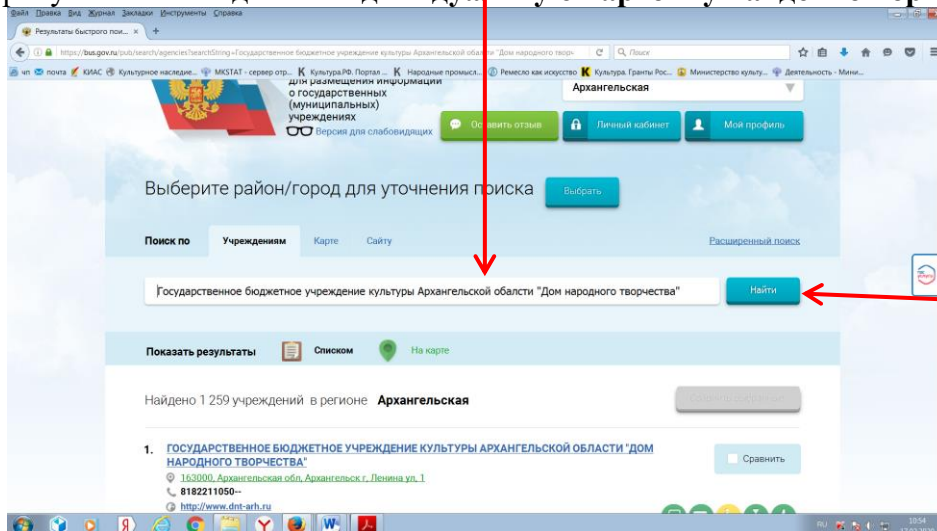 Файл Правка Вид Журнал Закладки Инструменты Справка
Результаты быстрого пои... × +
https://bus.gov.ru/pub/search/agencies?searchString=Государственное бюджетное учреждение культуры Архангельской обалсти "Дом народного творч
Поиск
чп почта КИАС Культурное наследие... MKSTAT - сервер отр... Культура.РФ. Портал ... Народные промысл... Ремесло как искусство Культура. Гранты Рос... Министерство культу... Деятельность - Мини...
для размещения информации
о государственных
(муниципальных)
учреждениях
Версия для слабовидящих
Архангельская
Оставить отзыв Личный кабинет Мой профиль
Выберите район/город для уточнения поиска Выбрать
Поиск по Учреждениям Карте Сайту Расширенный поиск
Государственное бюджетное учреждение культуры Архангельской обалсти "Дом народного творчества" Найти
Показать результаты Списком На карте
Найдено 1 259 учреждений в регионе Архангельская
1. ГОСУДАРСТВЕННОЕ БЮДЖЕТНОЕ УЧРЕЖДЕНИЕ КУЛЬТУРЫ АРХАНГЕЛЬСКОЙ ОБЛАСТИ "ДОМ
НАРОДНОГО ТВОРЧЕСТВА"
Сравнить
163000, Архангельская обл, Архангельск г, Ленина ул, 1
8182211050--
http://www.dnt-arh.ru
RU 10:54